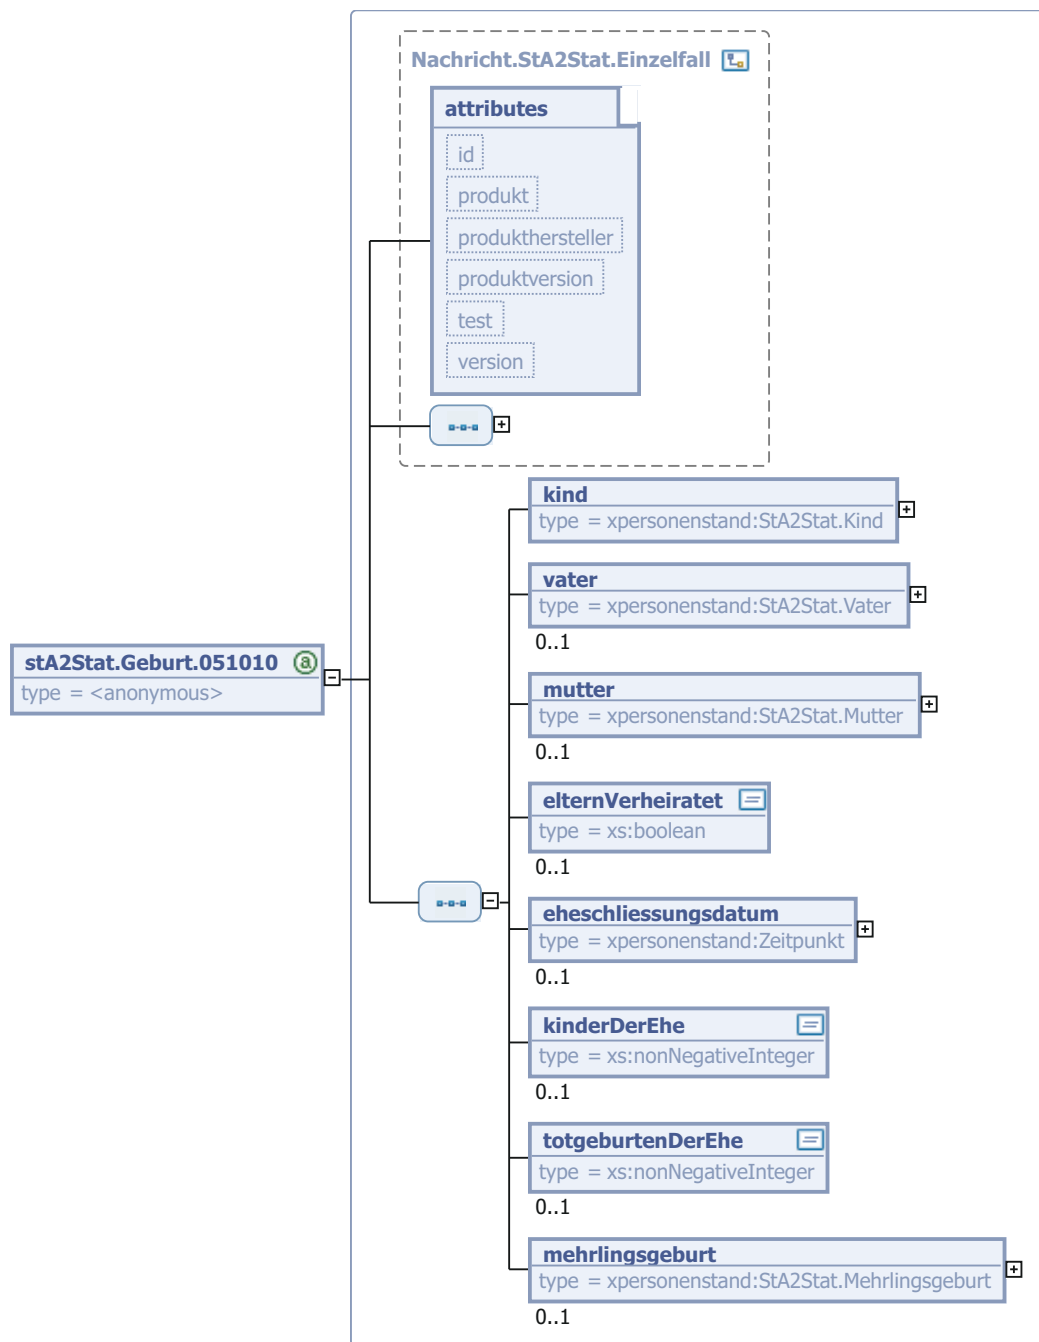 Nachricht.StA2Stat.Einzelfall
attributes
id
produkt
produkthersteller
produktversion
test
version
kind
type = xpersonenstand:StA2Stat.Kind
vater
type = xpersonenstand:StA2Stat.Vater
0..1
stA2Stat.Geburt.051010 a
type = <anonymous>
mutter
type = xpersonenstand:StA2Stat.Mutter
0..1
elternVerheiratet
type = xs:boolean
0..1
eheschliessungsdatum
type = xpersonenstand:Zeitpunkt
0..1
kinderDerEhe
type = xs:nonNegativeInteger
0..1
totgeburtenDerEhe
type = xs:nonNegativeInteger
0..1
mehrlingsgeburt
type = xpersonenstand:StA2Stat.Mehrlingsgeburt
0..1